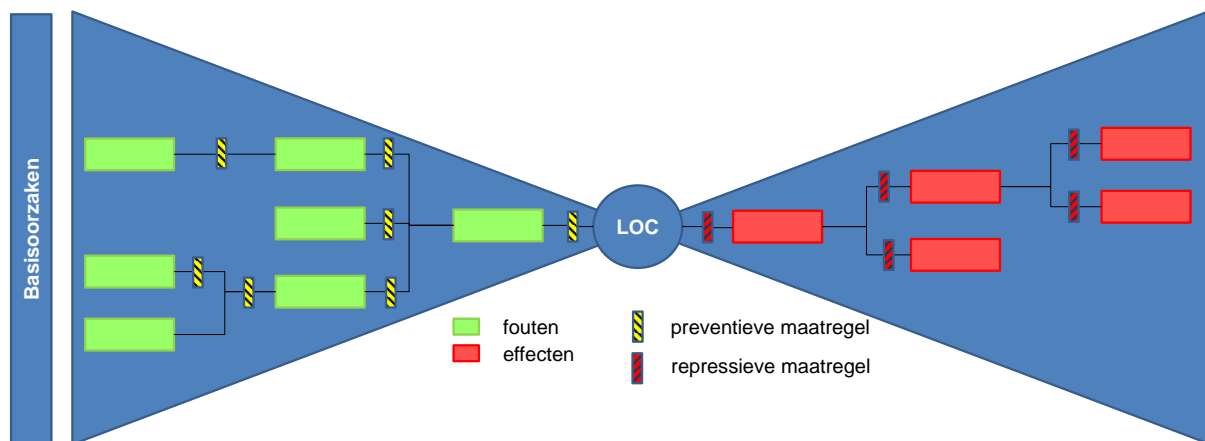 Basisoorzaken
LOC
fouten
effecten
preventieve maatregel
repressieve maatregel